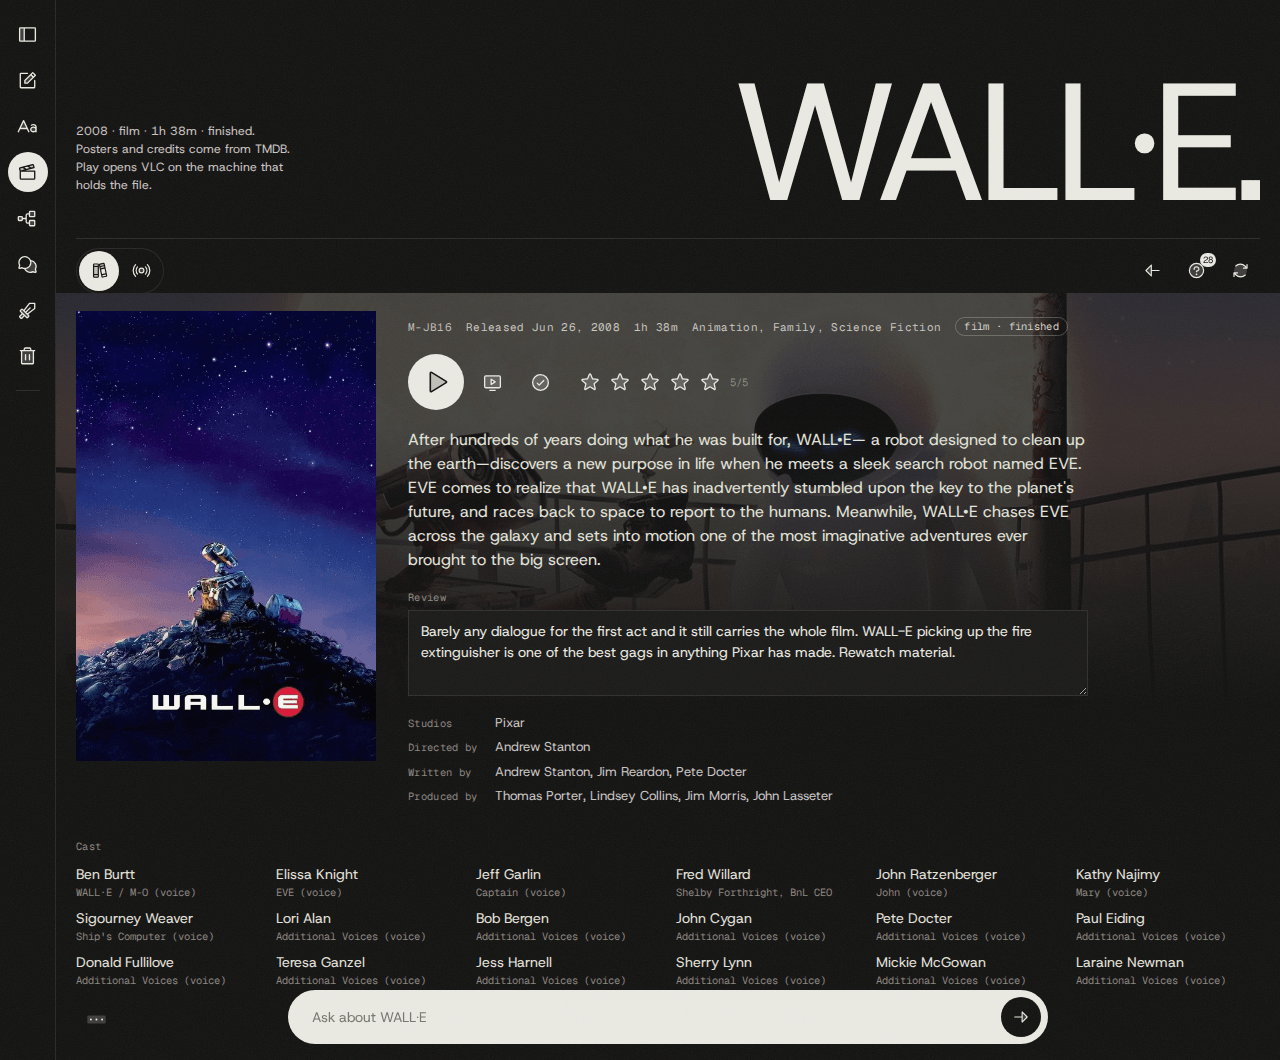 Aa
WALL·E.
2008 · film · 1h 38m · finished.
Posters and credits come from TMDB.
Play opens VLC on the machine that
holds the file.
28
M-JB16 Released Jun 26, 2008 1h 38m Animation, Family, Science Fiction film · finished
5/5
After hundreds of years doing what he was built for, WALL•E— a robot designed to clean up
the earth—discovers a new purpose in life when he meets a sleek search robot named EVE.
EVE comes to realize that WALL•E has inadvertently stumbled upon the key to the planet's
future, and races back to space to report to the humans. Meanwhile, WALL•E chases EVE
across the galaxy and sets into motion one of the most imaginative adventures ever
brought to the big screen.
WALL·E
Review
Barely any dialogue for the first act and it still carries the whole film. WALL-E picking up the fire
extinguisher is one of the best gags in anything Pixar has made. Rewatch material.
Studios Pixar
Directed by Andrew Stanton
Written by Andrew Stanton, Jim Reardon, Pete Docter
Produced by Thomas Porter, Lindsey Collins, Jim Morris, John Lasseter
Cast
Ben Burtt Elissa Knight Jeff Garlin Fred Willard John Ratzenberger Kathy Najimy
WALL·E / M-O (voice) EVE (voice) Captain (voice) Shelby Forthright, BnL CEO John (voice) Mary (voice)
Sigourney Weaver Lori Alan Bob Bergen John Cygan Pete Docter Paul Eiding
Ship's Computer (voice) Additional Voices (voice) Additional Voices (voice) Additional Voices (voice) Additional Voices (voice) Additional Voices (voice)
Donald Fullilove Teresa Ganzel Jess Harnell Sherry Lynn Mickie McGowan Laraine Newman
Additional Voices (voice) Additional Voices (voice) Additional Voices (voice) Additional Voices (voice) Additional Voices (voice) Additional Voices (voice)
Ask about WALL·E